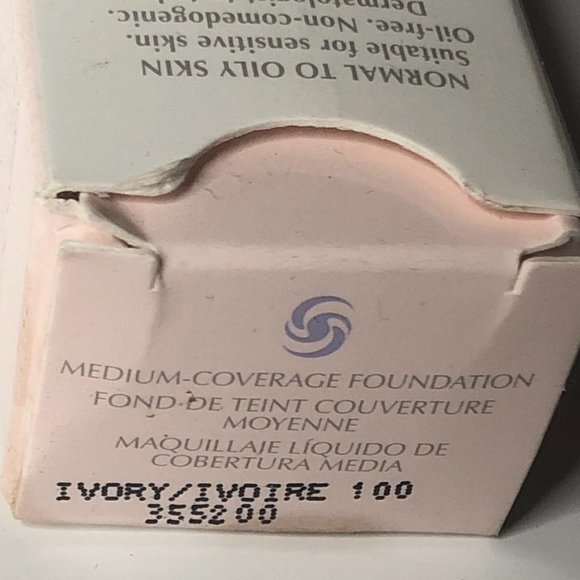 NORMAL TO OILY SKIN
Suitable for sensitive skin.
Oil-free. Non-comedogenic.
Dermatologist
MEDIUM-COVERAGE FOUNDATION
FOND DE TEINT COUVERTURE
MOYENNE
MAQUILLAJE LÍQUIDO DE
COBERTURA MEDIA
IVORY/IVOIRE 100
355200